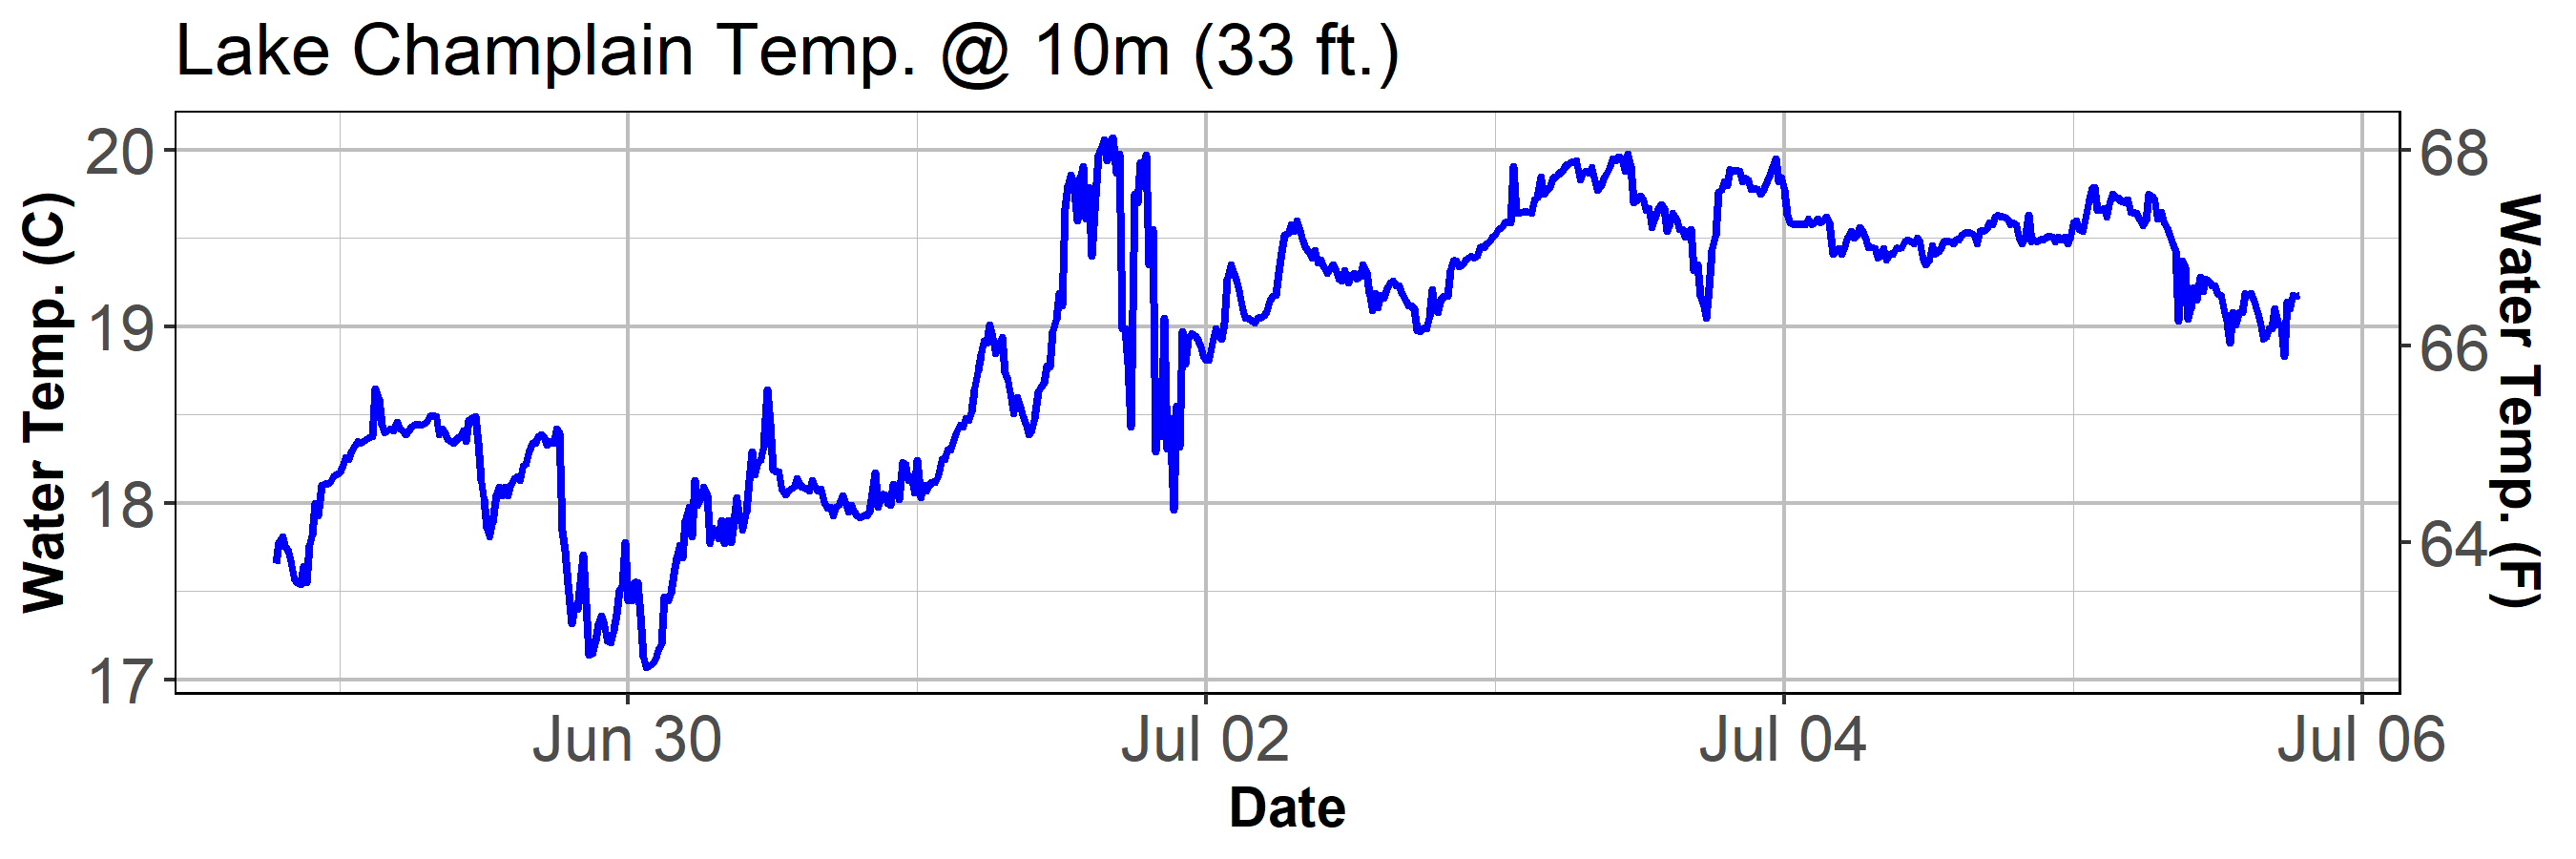 Lake Champlain Temp. @ 10m (33 ft.)
Water Temp. (C)
20
19
18
17
68
66
64
Water Temp. (F)
Jun 30
Jul 02
Jul 04
Jul 06
Date